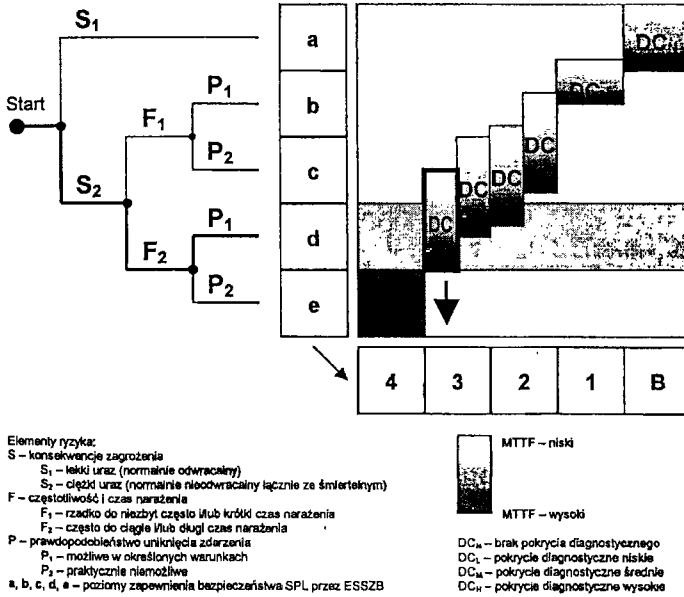 S1
a
DC
Start
P1
b
DC
F1
P2
c
DC
DC
DC
S2
P1
d
DC
F2
P2
e
4
3
2
1
B
Elementy ryzyka:
S – konsekwencje zagrożenia
S1 – lekki uraz (normalnie odwracalny)
S2 – ciężki uraz (normalnie nieodwracalny łącznie ze śmiertelnym)
F – częstotliwość i czas narażenia
F1 – rzadko do niezbyt często i/lub krótki czas narażenia
F2 – często do ciągle i/lub długi czas narażenia
P – prawdopodobieństwo uniknięcia zdarzenia
P1 – możliwe w określonych warunkach
P2 – praktycznie niemożliwe
a, b, c, d, e – poziomy zapewnienia bezpieczeństwa SPL przez ESSZB
MTTF – niski
MTTF – wysoki
DCN – brak pokrycia diagnostycznego
DCL – pokrycie diagnostyczne niskie
DCM – pokrycie diagnostyczne średnie
DCH – pokrycie diagnostyczne wysokie